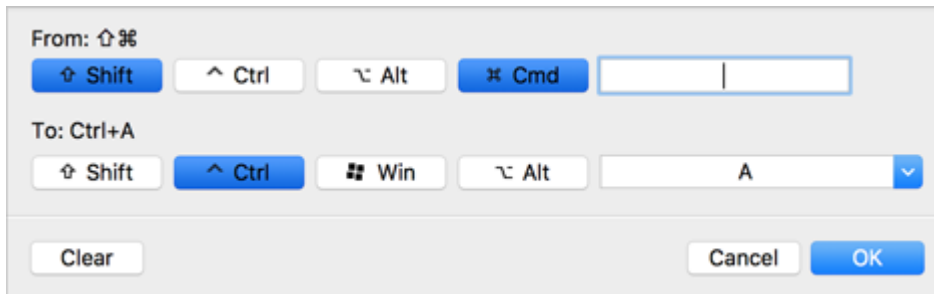 From: ⇧⌘
⇧ Shift ^ Ctrl ⌥ Alt ⌘ Cmd
To: Ctrl+A
⇧ Shift ^ Ctrl Win ⌥ Alt A
Clear Cancel OK